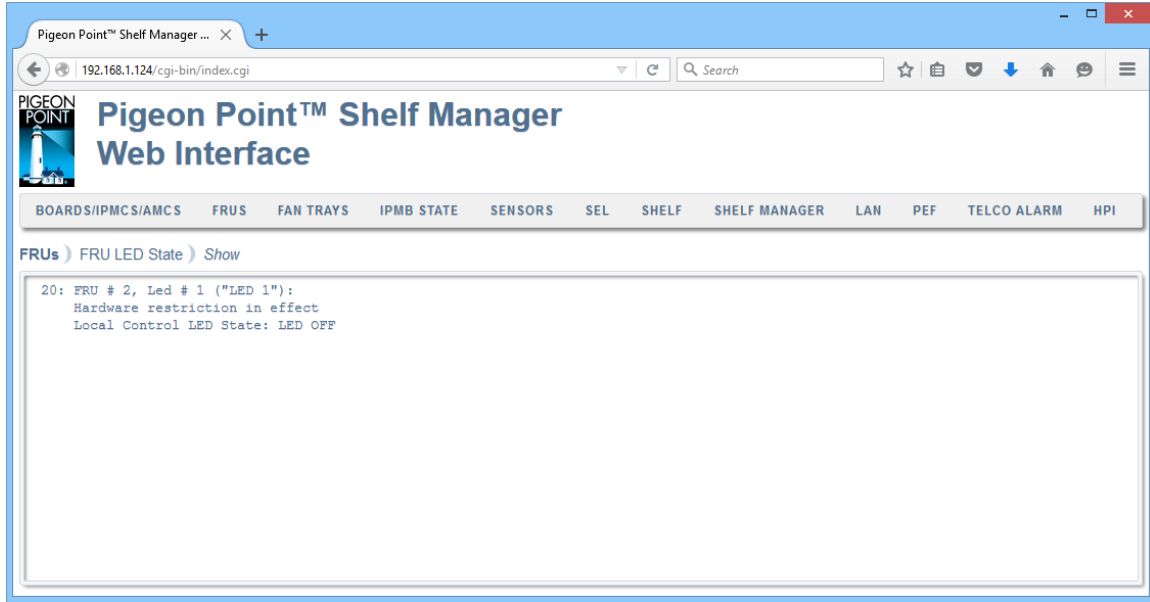 Pigeon Point™ Shelf Manager ...
192.168.1.124/cgi-bin/index.cgi
Search
PIGEON
POINT
Pigeon Point™ Shelf Manager
Web Interface
BOARDS/IPMCS/AMCS FRUS FAN TRAYS IPMB STATE SENSORS SEL SHELF SHELF MANAGER LAN PEF TELCO ALARM HPI
FRUs ) FRU LED State ) Show
20: FRU # 2, Led # 1 ("LED 1"):
Hardware restriction in effect
Local Control LED State: LED OFF